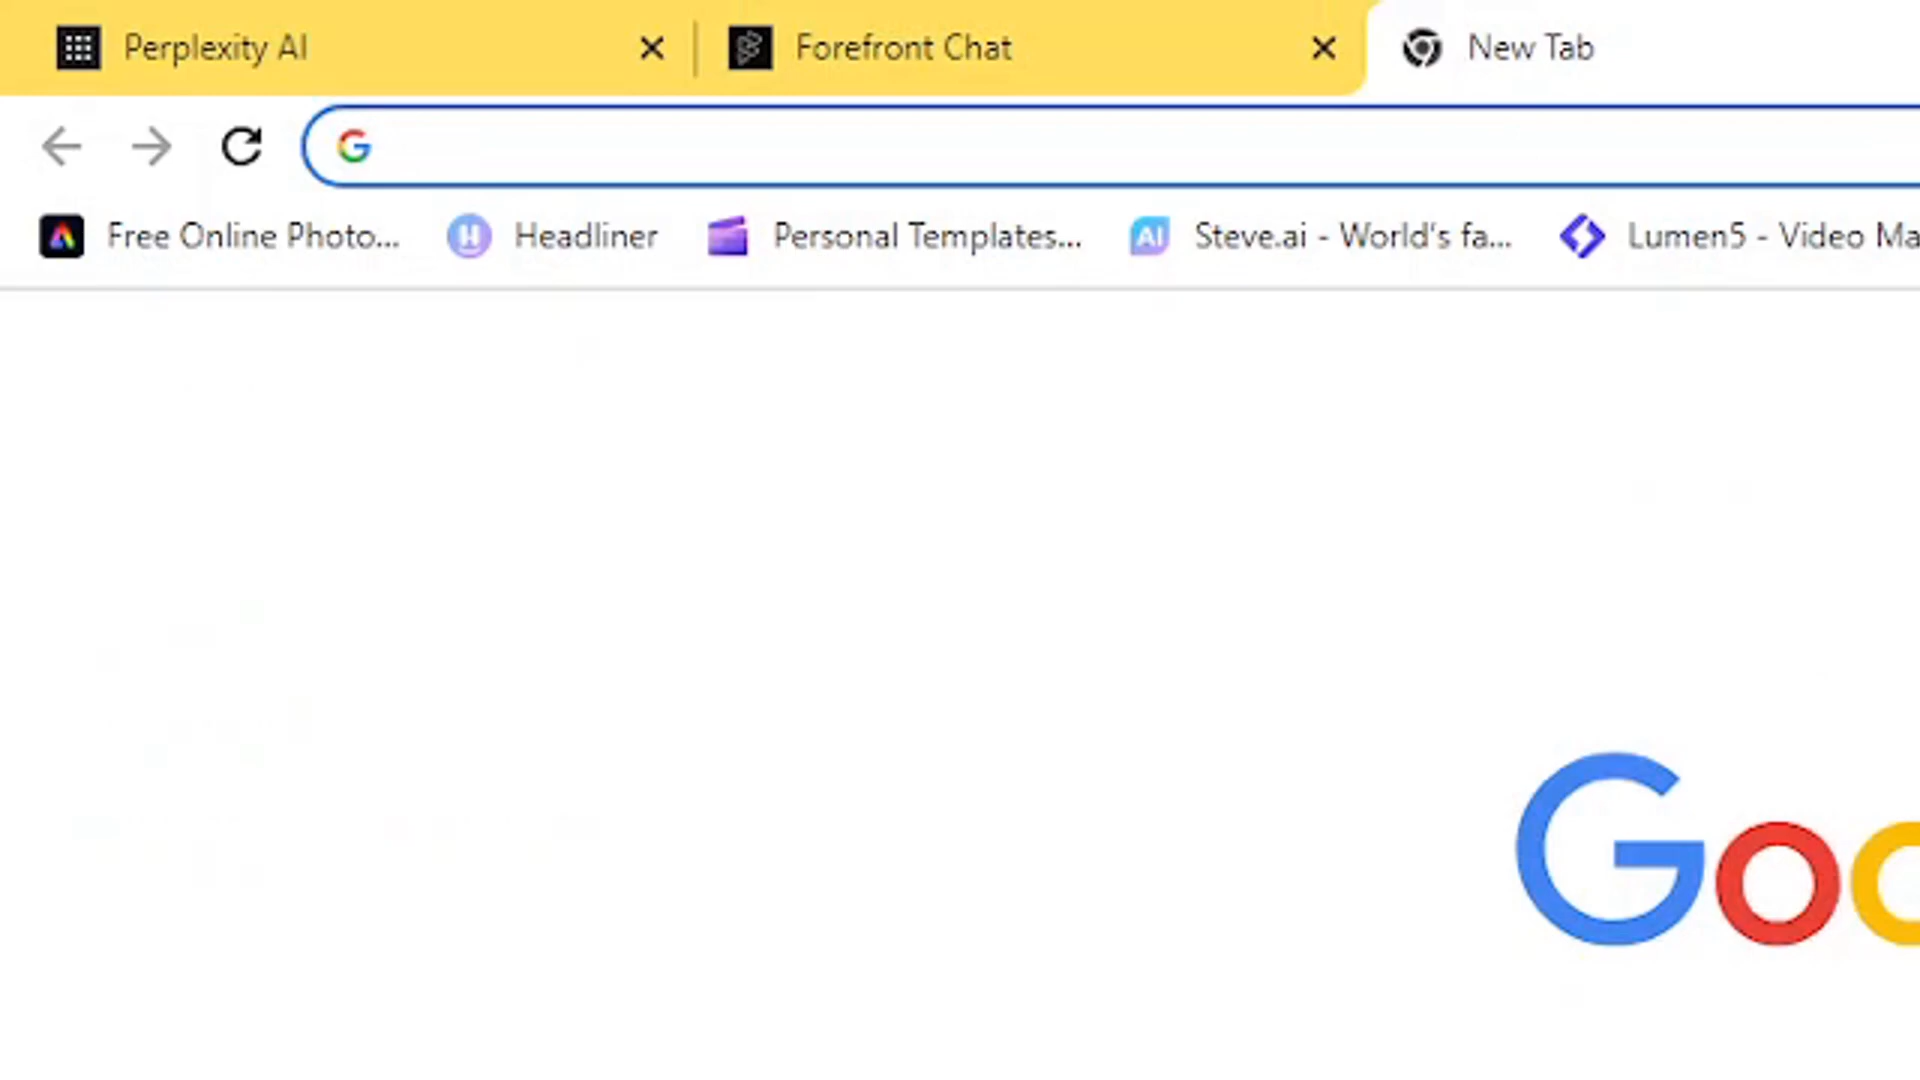 Perplexity AI Forefront Chat New Tab
G
Free Online Photo... H Headliner Personal Templates... AI Steve.ai - World's fa... Lumen5 - Video Ma
Goo